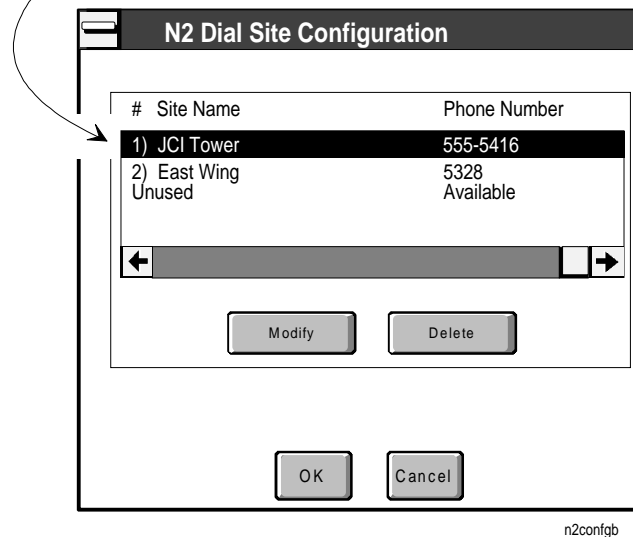 N2 Dial Site Configuration
# Site Name Phone Number
1) JCI Tower 555-5416
2) East Wing 5328
Unused Available
Modify Delete
OK Cancel
n2confgb